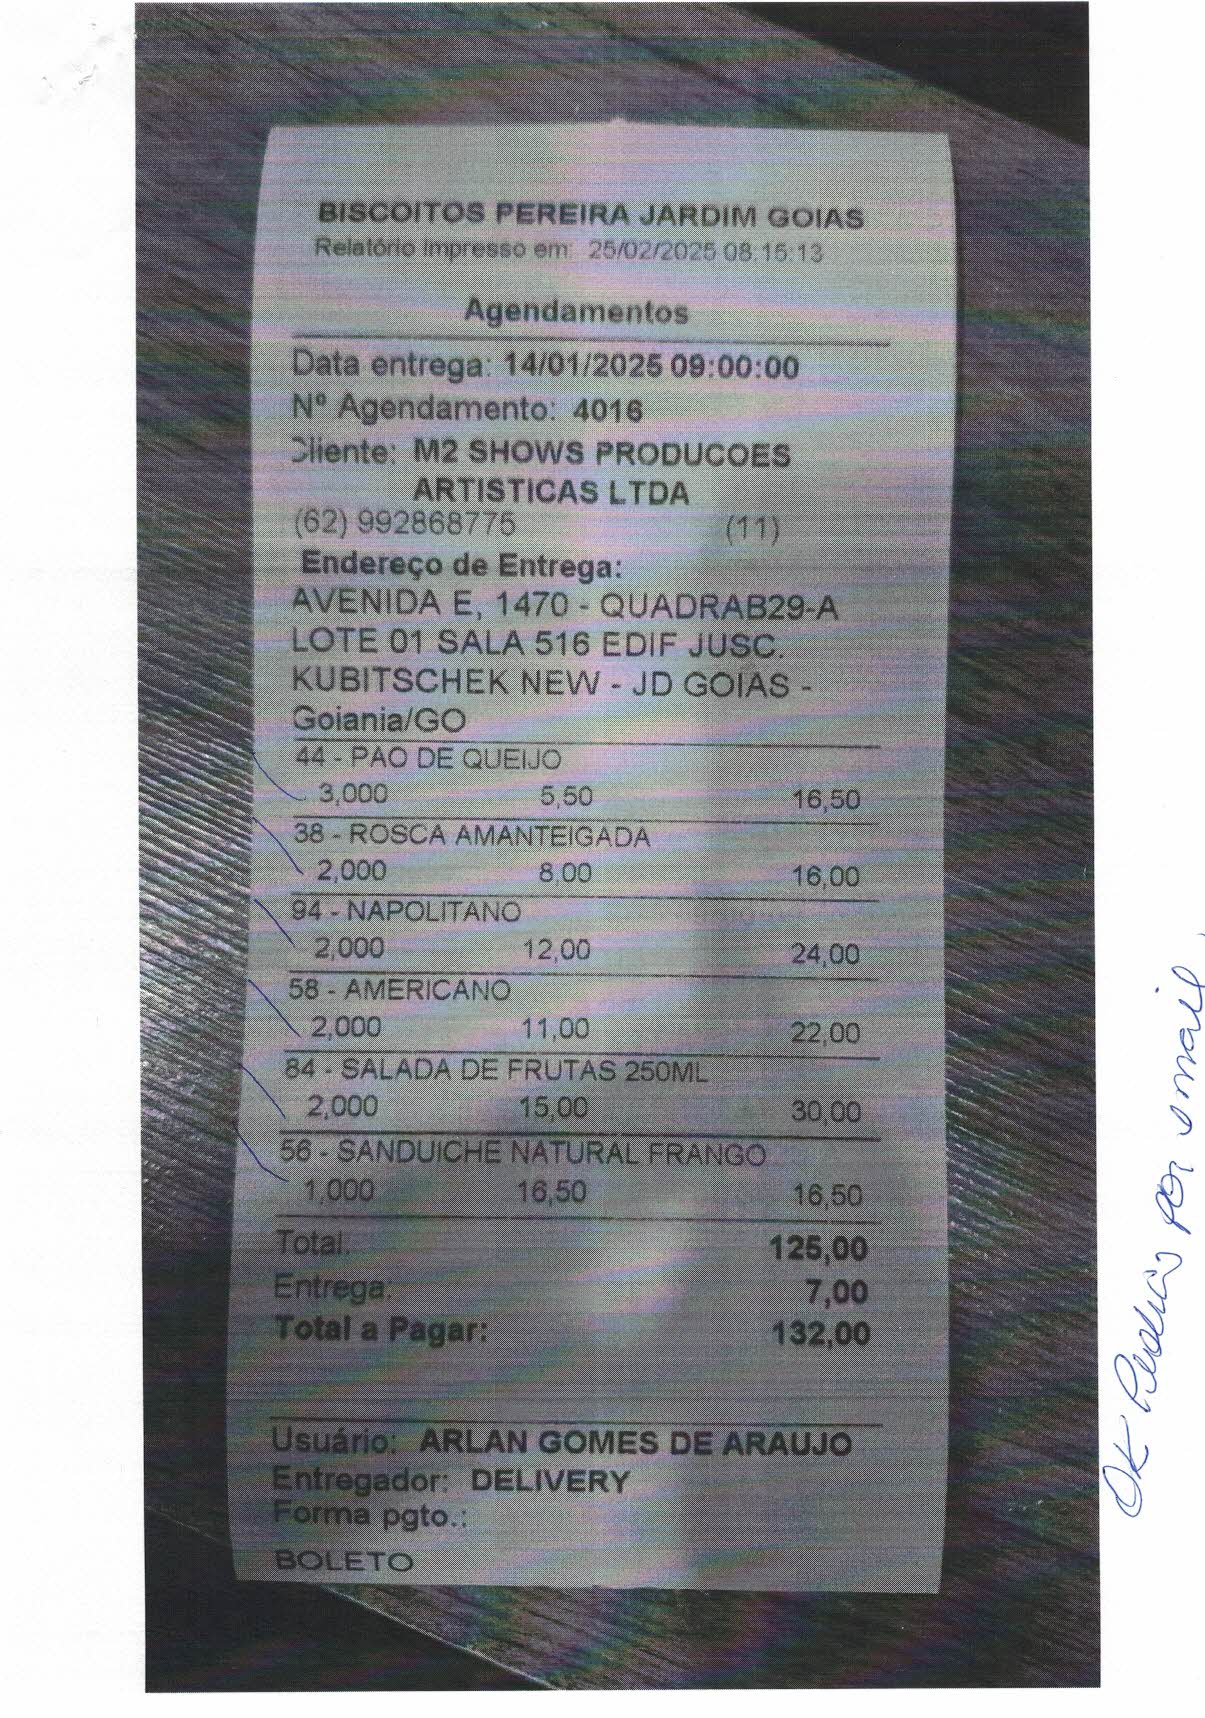 BISCOITOS PEREIRA JARDIM GOIAS
Relatório Impresso em: 25/02/2025 08:15:13
Agendamentos
Data entrega: 14/01/2025 09:00:00
Nº Agendamento: 4016
Cliente: M2 SHOWS PRODUCOES
ARTISTICAS LTDA
(62) 992868775 (11)
Endereço de Entrega:
AVENIDA E, 1470 - QUADRAB29-A
LOTE 01 SALA 516 EDIF JUSC.
KUBITSCHEK NEW - JD GOIAS -
Goiania/GO
44 - PAO DE QUEIJO
3,000 5,50 16,50
38 - ROSCA AMANTEIGADA
2,000 8,00 16,00
94 - NAPOLITANO
2,000 12,00 24,00
58 - AMERICANO
2,000 11,00 22,00
84 - SALADA DE FRUTAS 250ML
2,000 15,00 30,00
56 - SANDUICHE NATURAL FRANGO
1,000 16,50 16,50
Total: 125,00
Entrega: 7,00
Total a Pagar: 132,00
Usuário: ARLAN GOMES DE ARAUJO
Entregador: DELIVERY
Forma pgto.:
BOLETO
OK por email